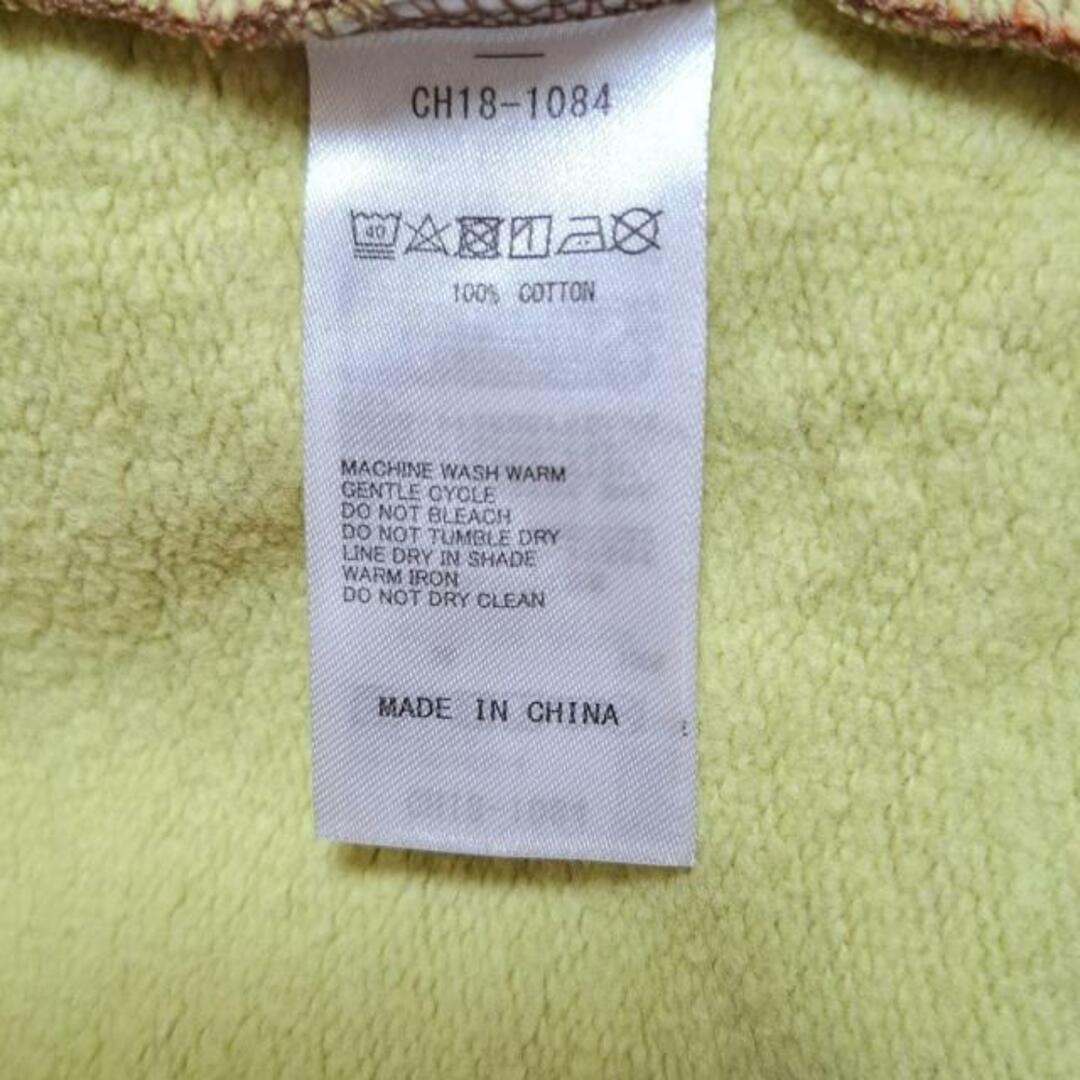 CH18-1084
40
100% COTTON
MACHINE WASH WARM
GENTLE CYCLE
DO NOT BLEACH
DO NOT TUMBLE DRY
LINE DRY IN SHADE
WARM IRON
DO NOT DRY CLEAN
MADE IN CHINA